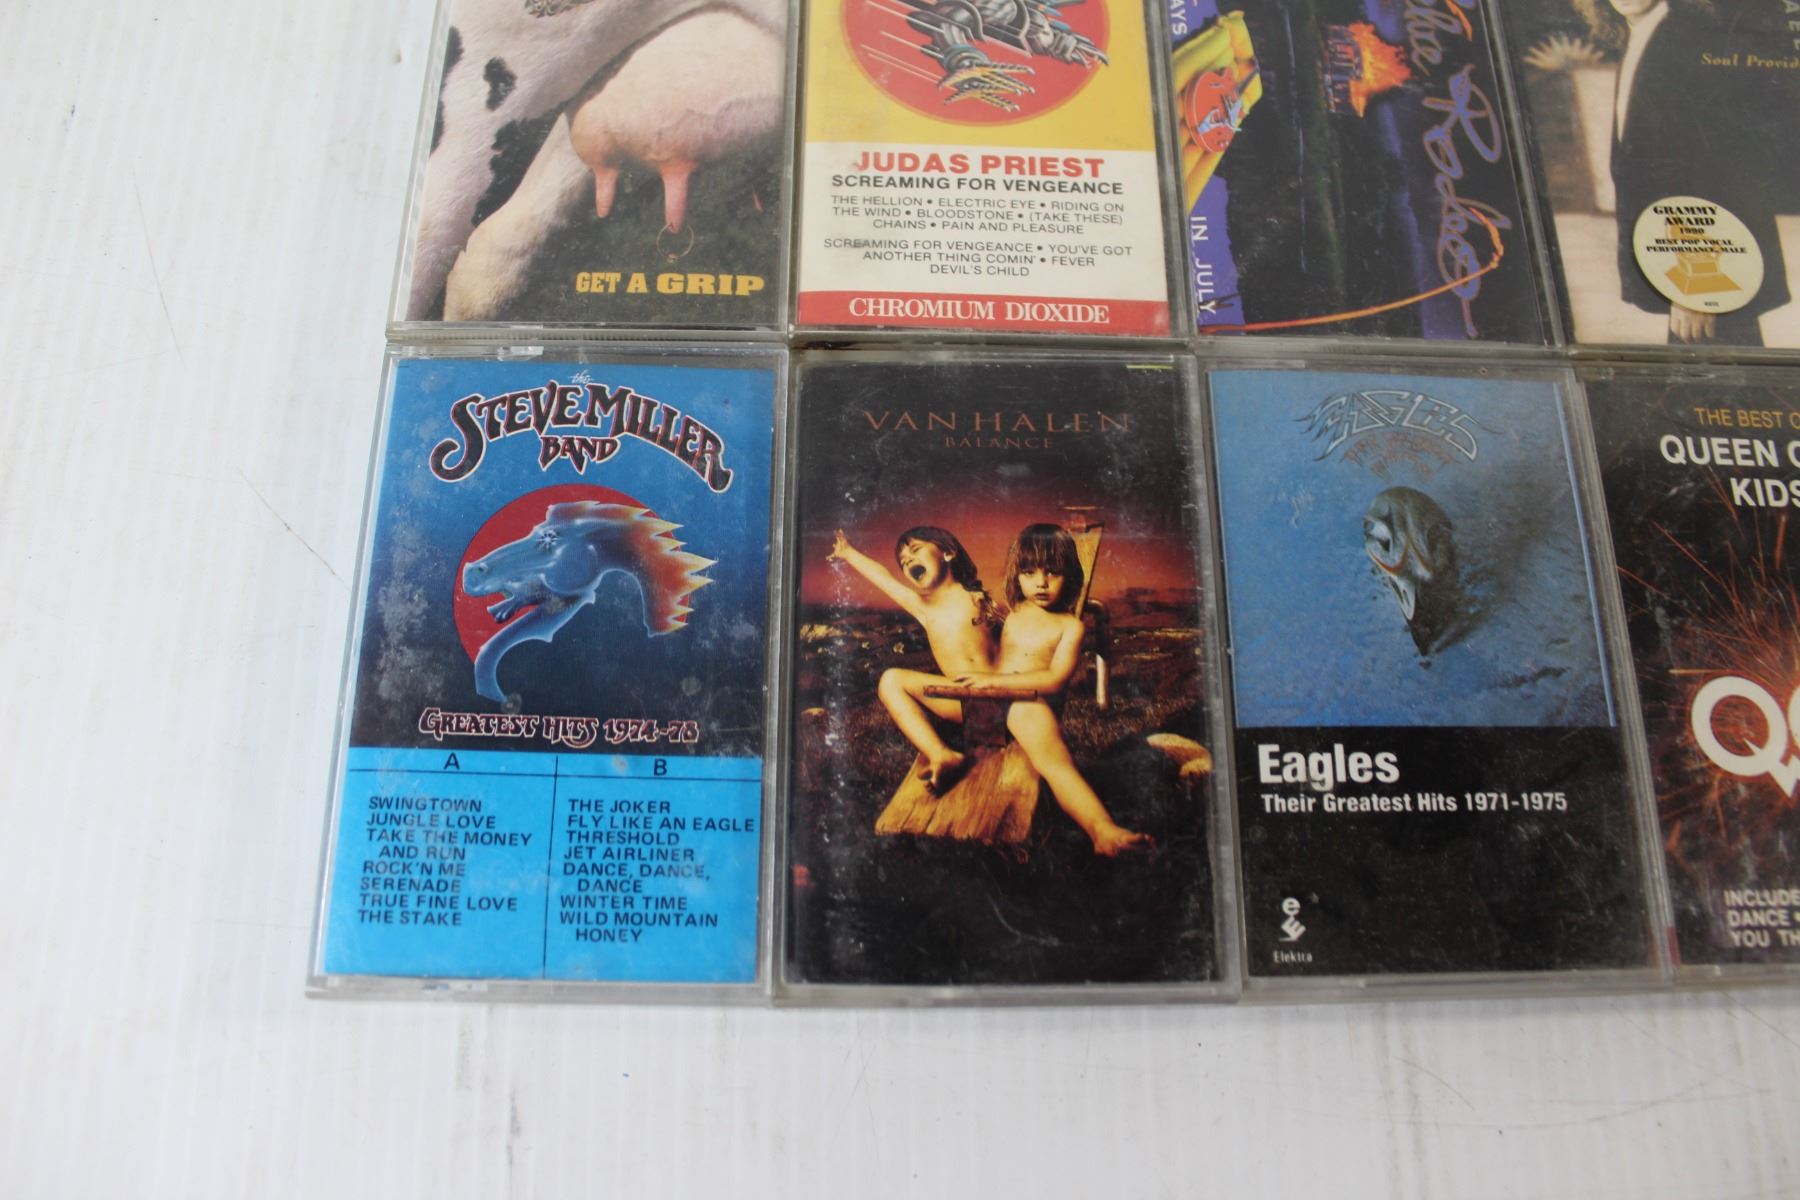 GET A GRIP
JUDAS PRIEST
SCREAMING FOR VENGEANCE
THE HELLION • ELECTRIC EYE • RIDING ON
THE WIND • BLOODSTONE • (TAKE THESE)
CHAINS • PAIN AND PLEASURE
SCREAMING FOR VENGEANCE • YOU'VE GOT
ANOTHER THING COMIN' • FEVER
DEVIL'S CHILD
CHROMIUM DIOXIDE
AYS
IN JULY
the
Soul Provid
GRAMMY
AWARD
1990
BEST POP VOCAL
PERFORMANCE, MALE
the
STEVE MILLER
BAND
GREATEST HITS 1974-78
A
SWINGTOWN
JUNGLE LOVE
TAKE THE MONEY
AND RUN
ROCK'N ME
SERENADE
TRUE FINE LOVE
THE STAKE
B
THE JOKER
FLY LIKE AN EAGLE
THRESHOLD
JET AIRLINER
DANCE, DANCE,
DANCE
WINTER TIME
WILD MOUNTAIN
HONEY
VAN HALEN
BALANCE
EAGLES
Eagles
Their Greatest Hits 1971-1975
e
Elektra
THE BEST O
QUEEN O
KIDS
INCLUDE
DANCE •
YOU TH